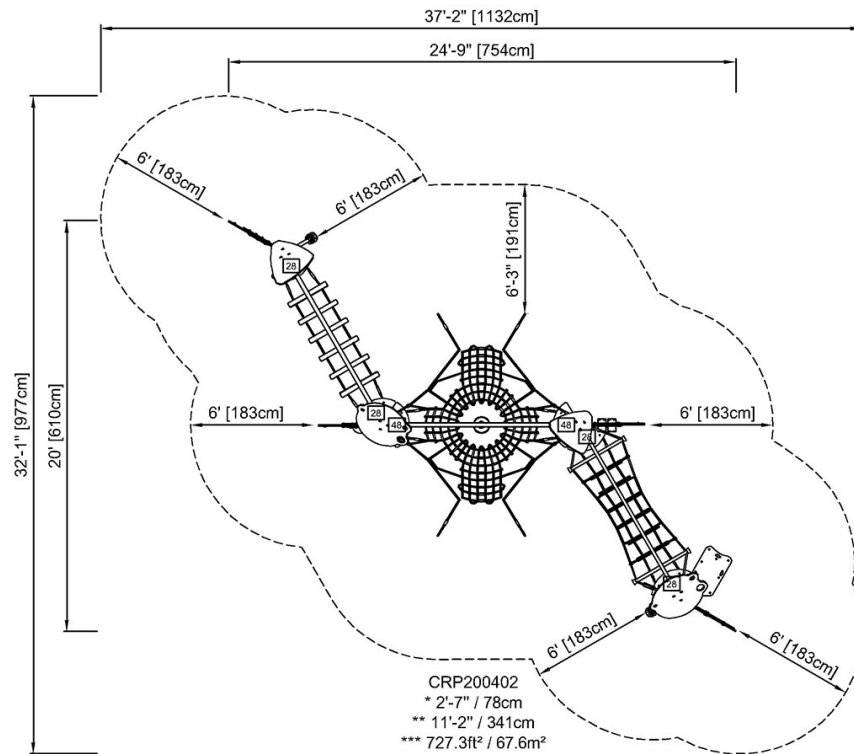 37'-2" [1132cm]
24'-9" [754cm]
6' [183cm]
6' [183cm]
6'-3" [191cm]
32'-1" [977cm]
20' [610cm]
28
28
6' [183cm]
48
48
6' [183cm]
28
28
6' [183cm]
6' [183cm]
CRP200402
* 2'-7" / 78cm
** 11'-2" / 341cm
*** 727.3ft² / 67.6m²